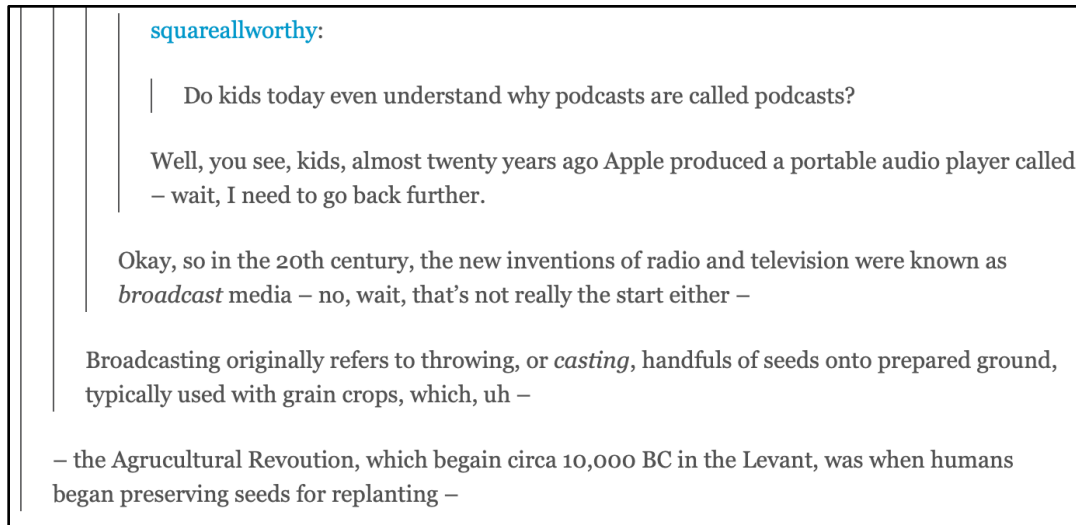 squareallworthy:
Do kids today even understand why podcasts are called podcasts?
Well, you see, kids, almost twenty years ago Apple produced a portable audio player called
– wait, I need to go back further.
Okay, so in the 20th century, the new inventions of radio and television were known as
broadcast media – no, wait, that’s not really the start either –
Broadcasting originally refers to throwing, or casting, handfuls of seeds onto prepared ground,
typically used with grain crops, which, uh –
– the Agrucultural Revoution, which begain circa 10,000 BC in the Levant, was when humans
began preserving seeds for replanting –